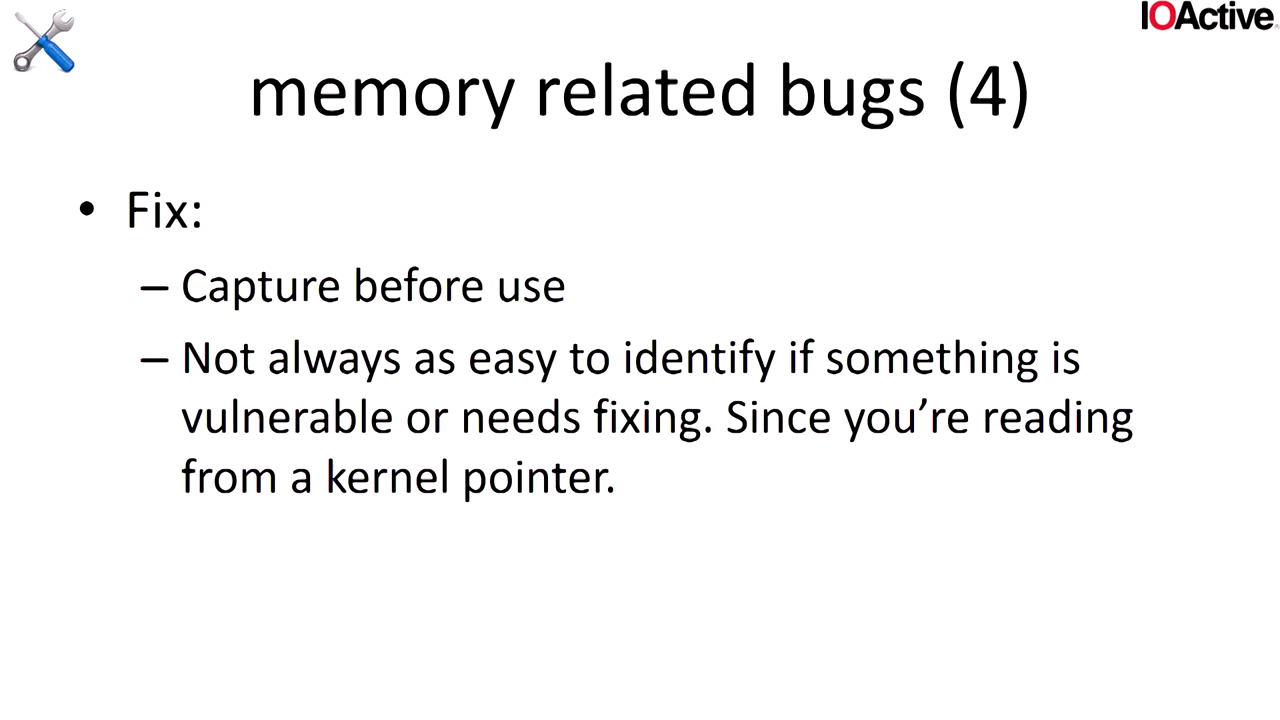 IOActive
memory related bugs (4)
• Fix:
– Capture before use
– Not always as easy to identify if something is
vulnerable or needs fixing. Since you’re reading
from a kernel pointer.